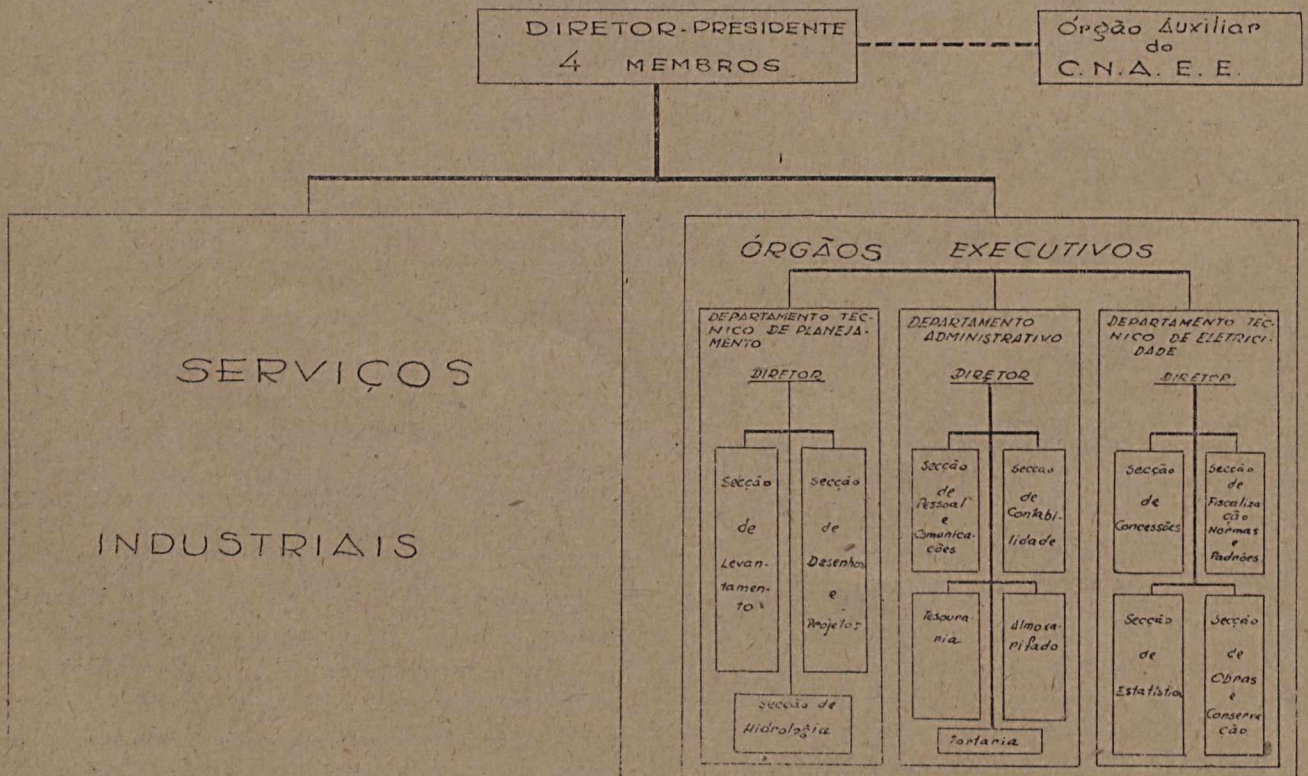 DIRETOR-PRESIDENTE
4 MEMBROS
Órgão Auxiliar
do
C.N.A.E.E.
SERVIÇOS
INDUSTRIAIS
ÓRGÃOS EXECUTIVOS
DEPARTAMENTO TÉC-
NICO DE PLANEJA-
MENTO
DIRETOR
Secção
de
Levan-
tamen-
to
Secção
de
Desenhos
e
Projetos
Secção de
Hidrologia
DEPARTAMENTO
ADMINISTRATIVO
DIRETOR
Secção
de
Pessoal
e
Comunica-
ções
Secção
de
Contabi-
lidade
Tesoura-
ria
Almoxa-
rifado
Portaria
DEPARTAMENTO TÉC-
NICO DE ELETRICI-
DADE
DIRETOR
Secção
de
Concessões
Secção
de
Fiscaliza
ção
Normas
e
Padrões
Secção
de
Estatística
Secção
de
Obras
e
Conserva
ção